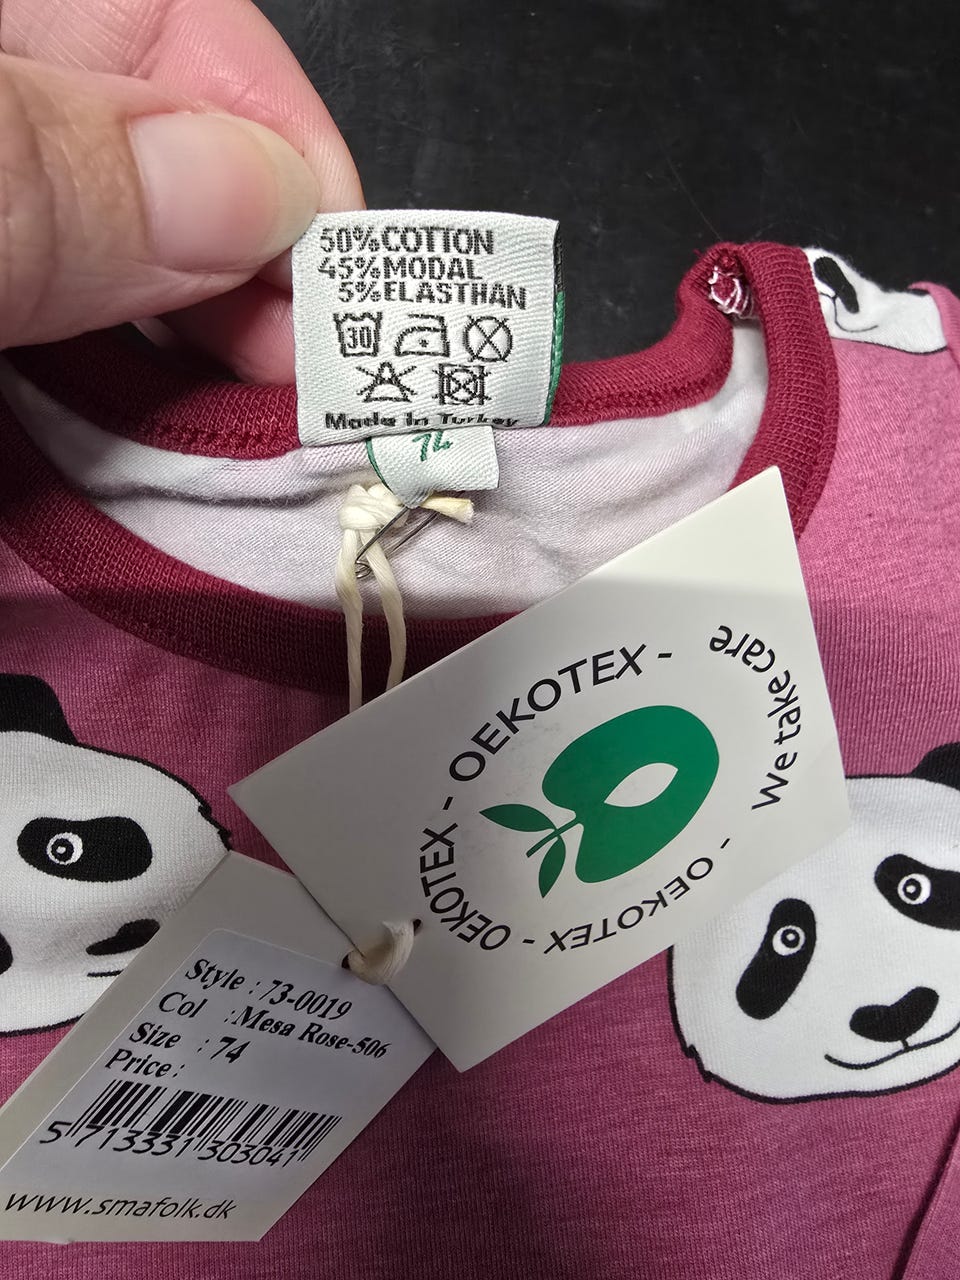 50%COTTON
45%MODAL
5%ELASTHAN
30
Made in Turkey
74
OEKOTEX - OEKOTEX - OEKOTEX -
We take care
Style : 73-0019
Col : Mesa Rose-506
Size : 74
Price :
5 713331 303041
www.smafolk.dk